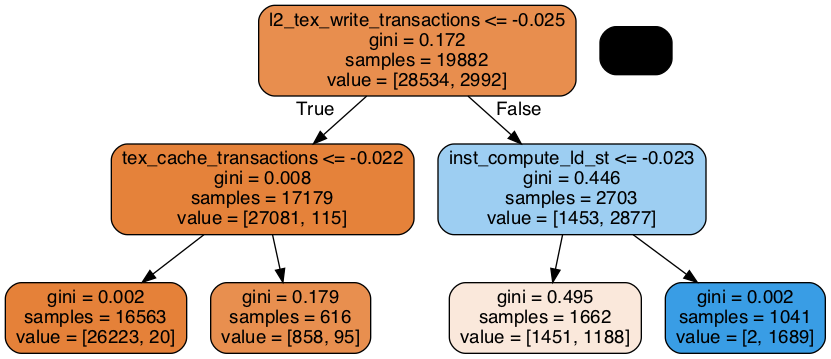 l2_tex_write_transactions <= -0.025
gini = 0.172
samples = 19882
value = [28534, 2992]
True
False
tex_cache_transactions <= -0.022
gini = 0.008
samples = 17179
value = [27081, 115]
inst_compute_ld_st <= -0.023
gini = 0.446
samples = 2703
value = [1453, 2877]
gini = 0.002
samples = 16563
value = [26223, 20]
gini = 0.179
samples = 616
value = [858, 95]
gini = 0.495
samples = 1662
value = [1451, 1188]
gini = 0.002
samples = 1041
value = [2, 1689]